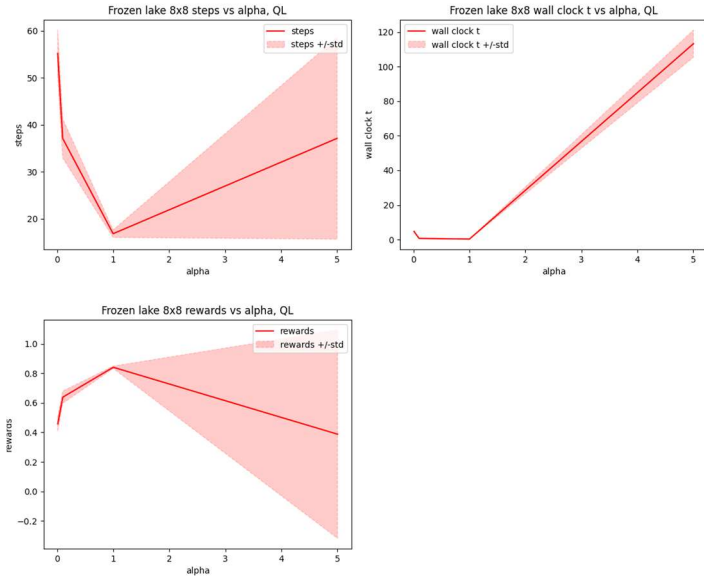 Frozen lake 8x8 steps vs alpha, QL
steps
steps +/-std
60
50
40
30
20
steps
0
1
2
3
4
5
alpha
Frozen lake 8x8 wall clock t vs alpha, QL
wall clock t
wall clock t +/-std
120
100
80
60
40
20
0
wall clock t
0
1
2
3
4
5
alpha
Frozen lake 8x8 rewards vs alpha, QL
rewards
rewards +/-std
1.0
0.8
0.6
0.4
0.2
0.0
−0.2
rewards
0
1
2
3
4
5
alpha